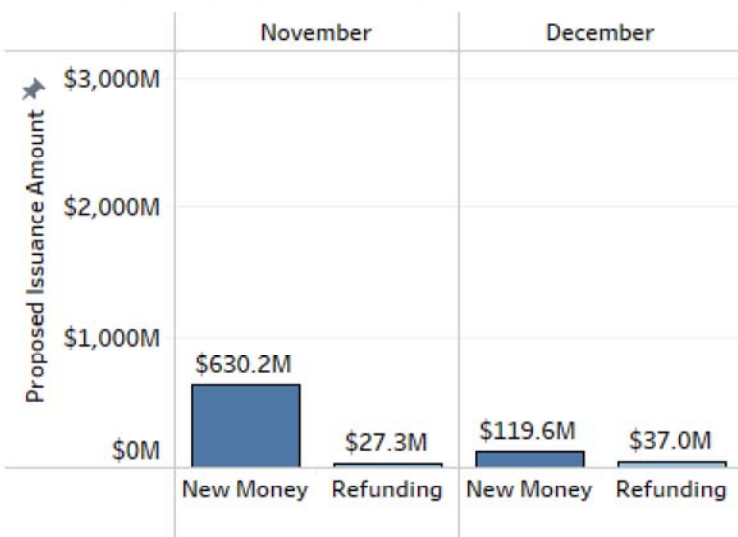 November December
Proposed Issuance Amount
$3,000M
$2,000M
$1,000M
$0M
$630.2M
$27.3M
$119.6M
$37.0M
New Money Refunding New Money Refunding